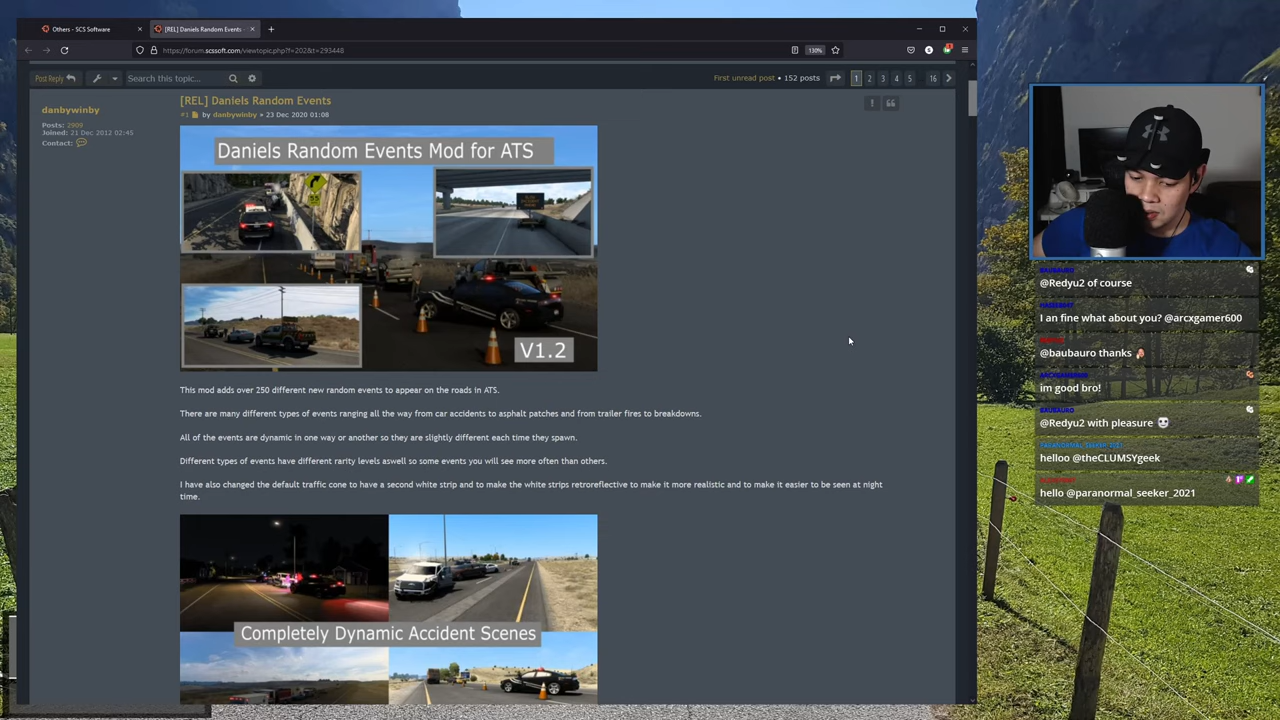 Others - SCS Software
[REL] Daniels Random Events
https://forum.scssoft.com/viewtopic.php?f=202&t=293448
130%
Post Reply
Search this topic…
First unread post • 152 posts
1 2 3 4 5 16
danbywinby
Posts: 2909
Joined: 21 Dec 2012 02:45
Contact:
[REL] Daniels Random Events
#1 by danbywinby » 23 Dec 2020 01:08
Daniels Random Events Mod for ATS
V1.2
This mod adds over 250 different new random events to appear on the roads in ATS.
There are many different types of events ranging all the way from car accidents to asphalt patches and from trailer fires to breakdowns.
All of the events are dynamic in one way or another so they are slightly different each time they spawn.
Different types of events have different rarity levels aswell so some events you will see more often than others.
I have also changed the default traffic cone to have a second white strip and to make the white strips retroreflective to make it more realistic and to make it easier to be seen at night
time.
Completely Dynamic Accident Scenes
BAUBAURO
@Redyu2 of course
I an fine what about you? @arcxgamer600
@baubauro thanks
ARCXGAMER600
im good bro!
BAUBAURO
@Redyu2 with pleasure
PARANORMAL_SEEKER_2021
helloo @theCLUMSYgeek
hello @paranormal_seeker_2021